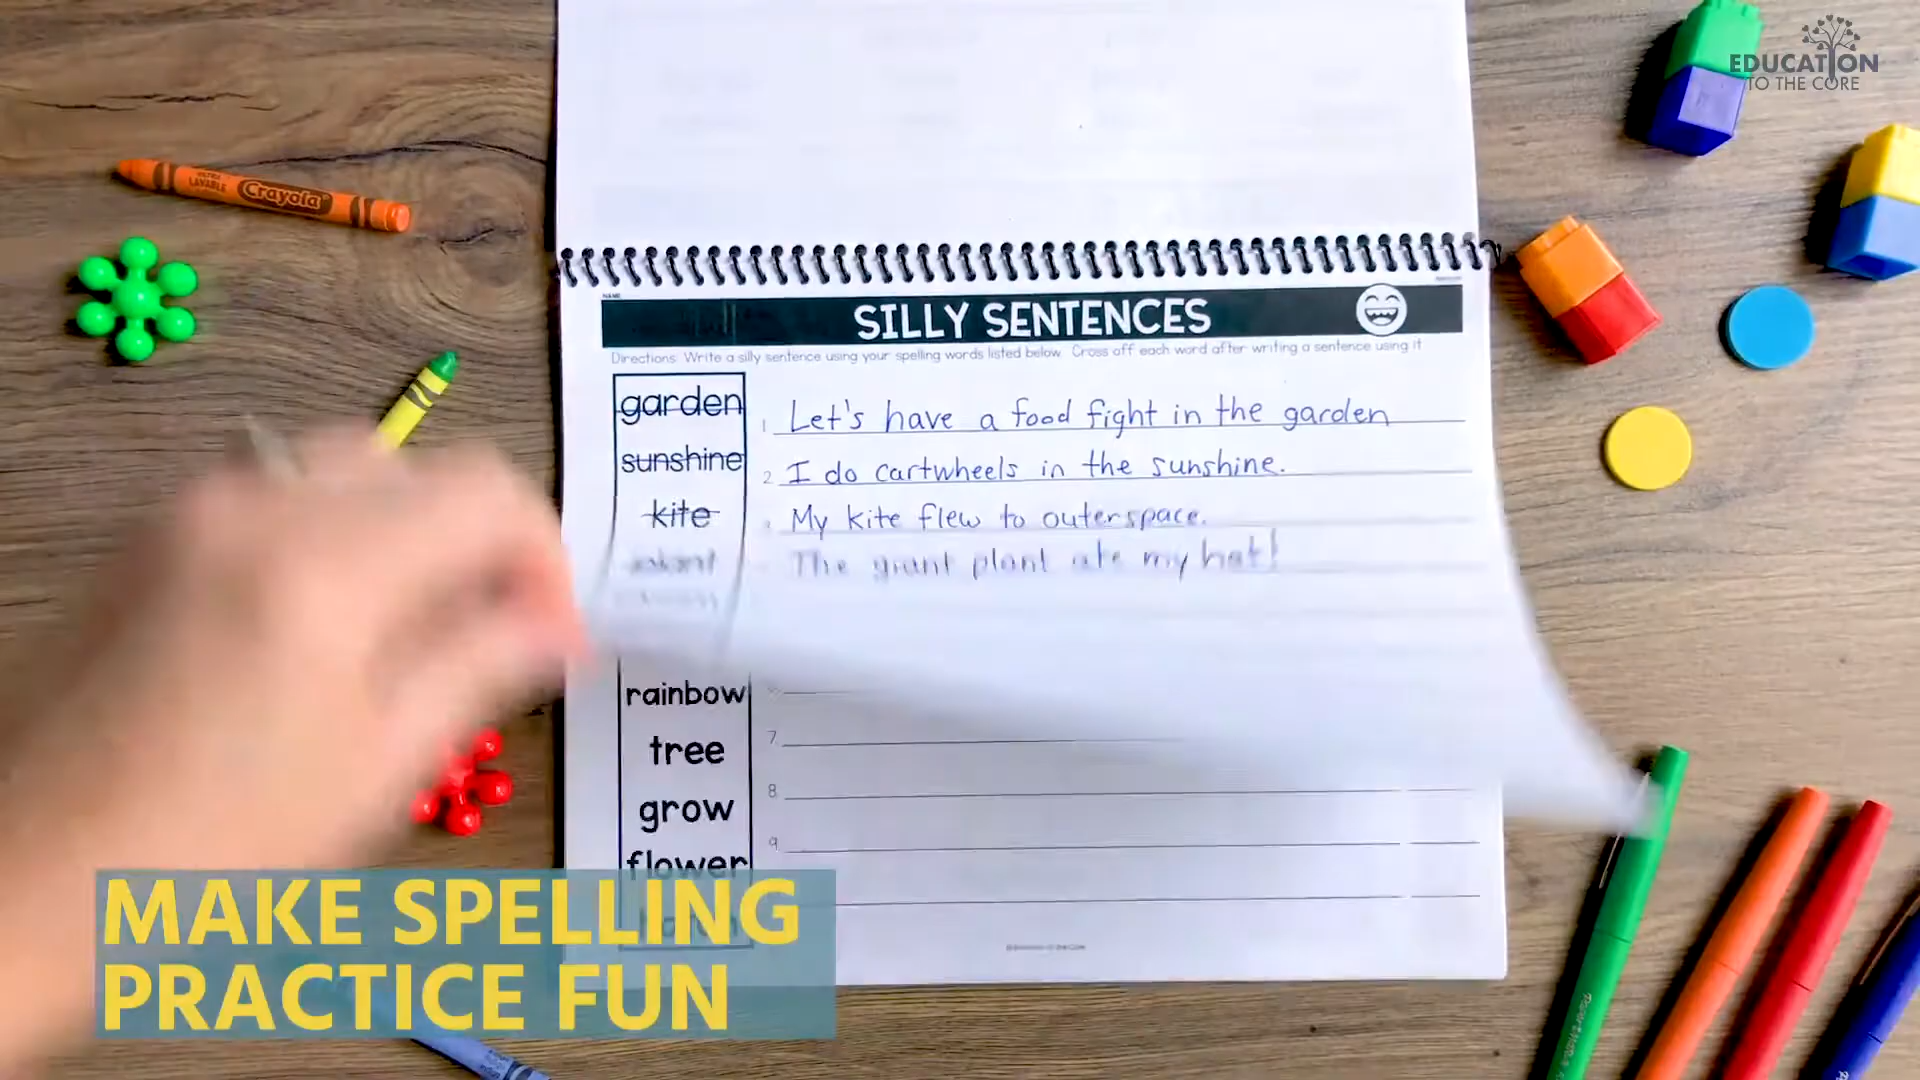 EDUCATION
TO THE CORE
ULTRA
WASHABLE
Crayola
NAME
SILLY SENTENCES
Directions: Write a silly sentence using your spelling words listed below. Cross off each word after writing a sentence using it.
garden
1. Let's have a food fight in the garden
sunshine
2. I do cartwheels in the sunshine.
kite
My kite flew to outerspace.
The giant plant ate my hat!
rainbow
tree
7.
grow
8.
9.
flower
MAKE SPELLING
PRACTICE FUN